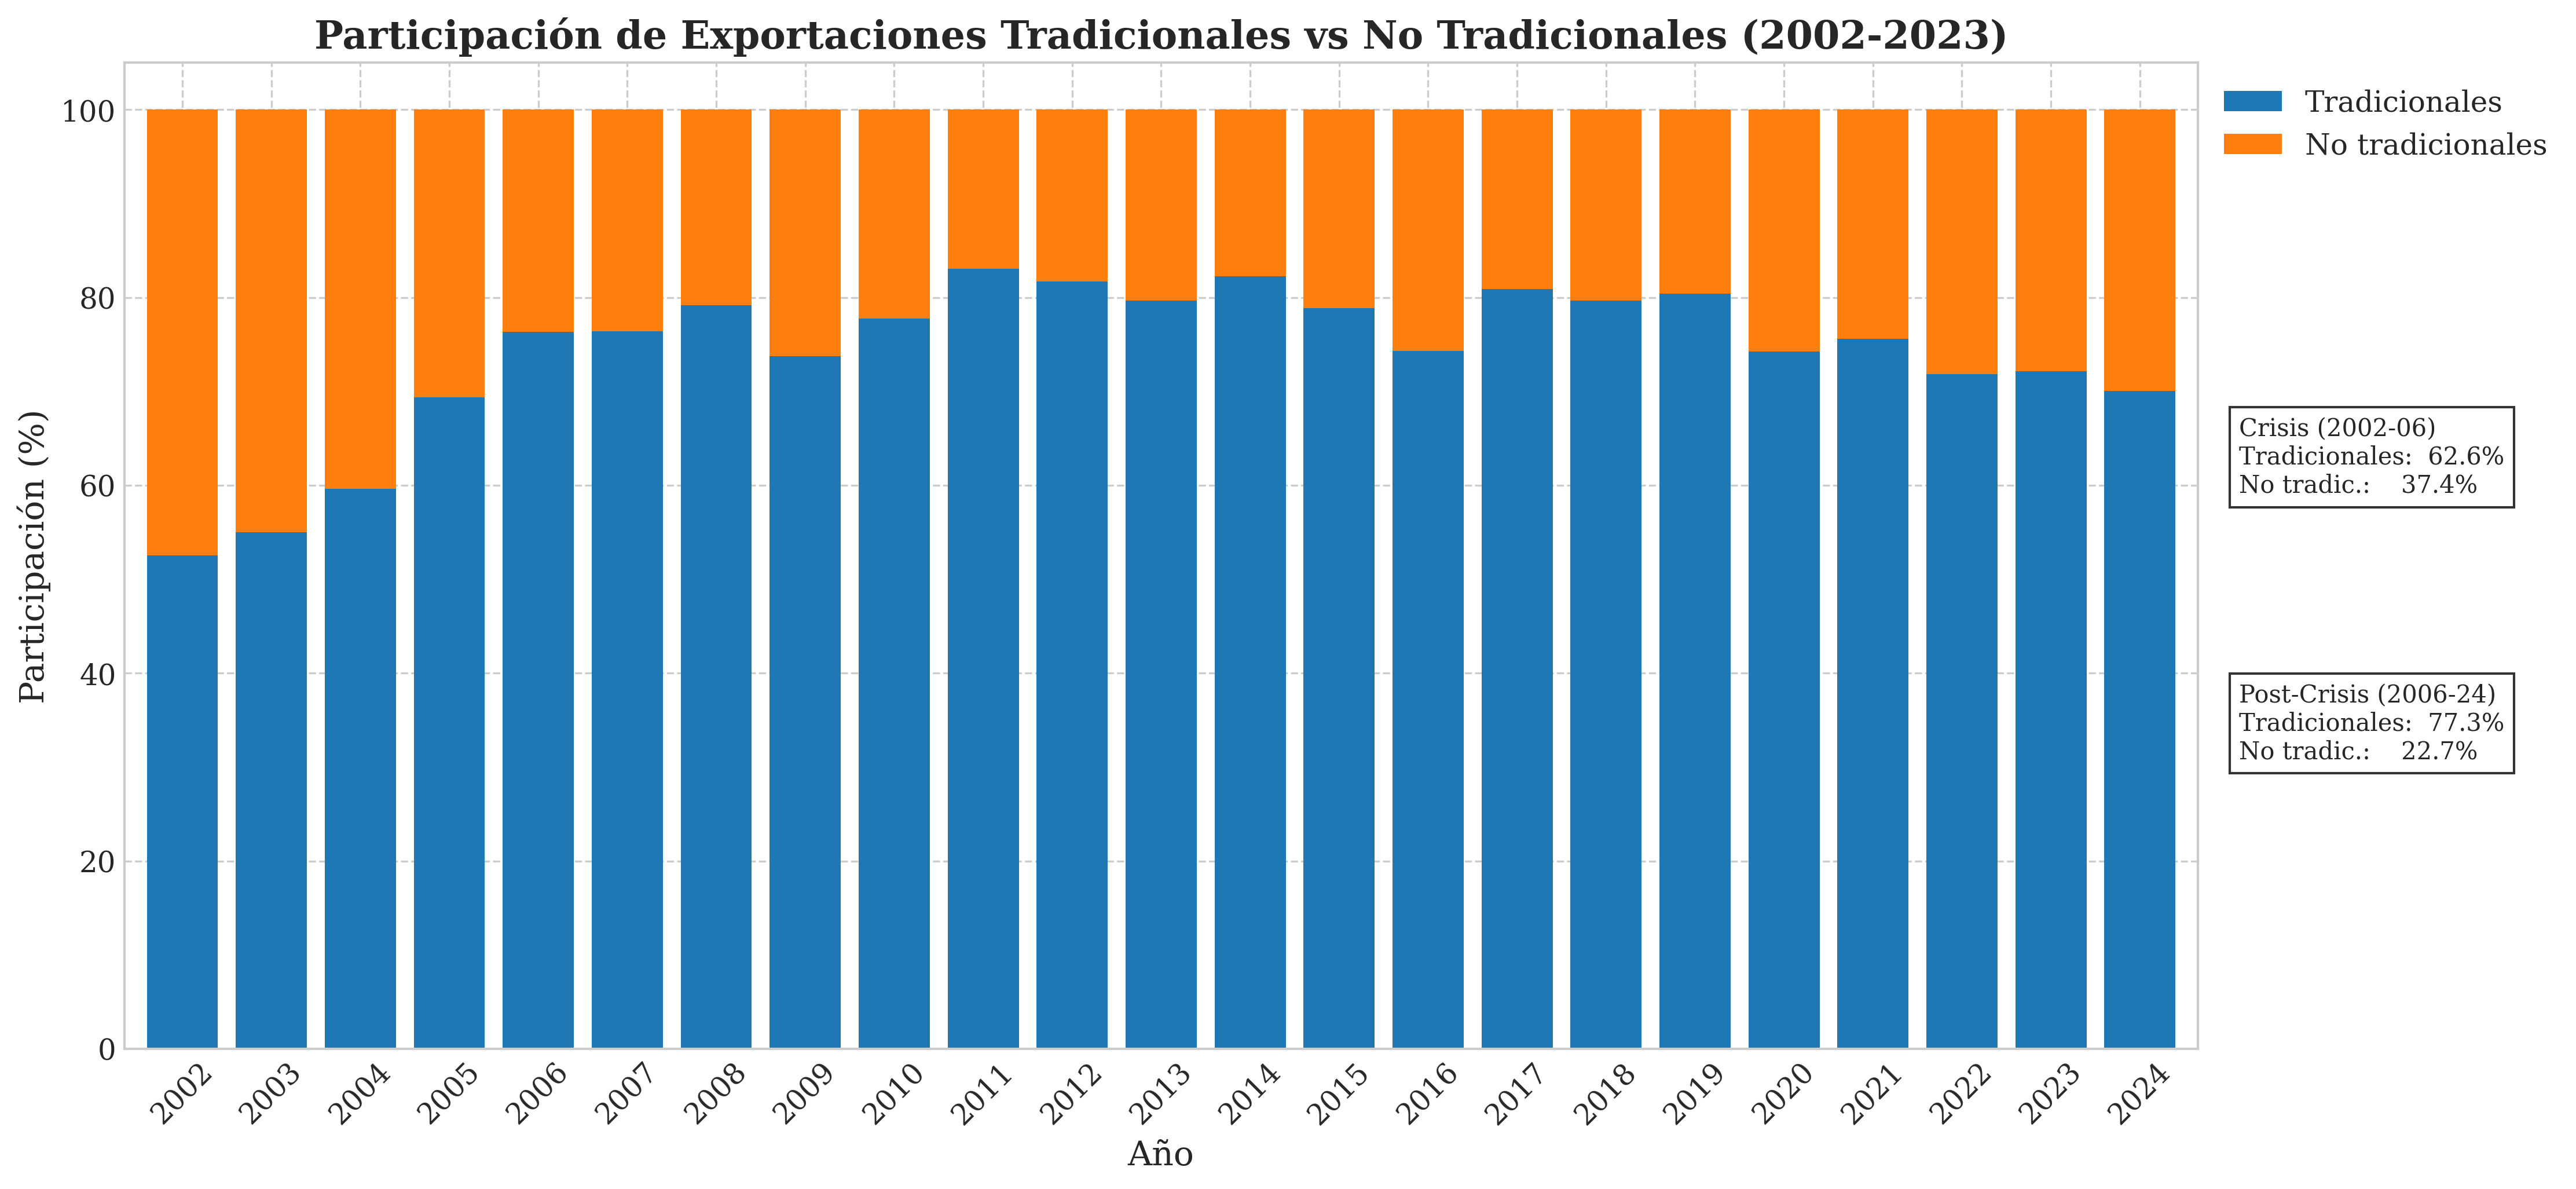 Participación de Exportaciones Tradicionales vs No Tradicionales (2002-2023)
Tradicionales
No tradicionales
Participación (%)
100
80
60
40
20
0
Crisis (2002-06)
Tradicionales:  62.6%
No tradic.:    37.4%
Post-Crisis (2006-24)
Tradicionales:  77.3%
No tradic.:    22.7%
2002
2003
2004
2005
2006
2007
2008
2009
2010
2011
2012
2013
2014
2015
2016
2017
2018
2019
2020
2021
2022
2023
2024
Año